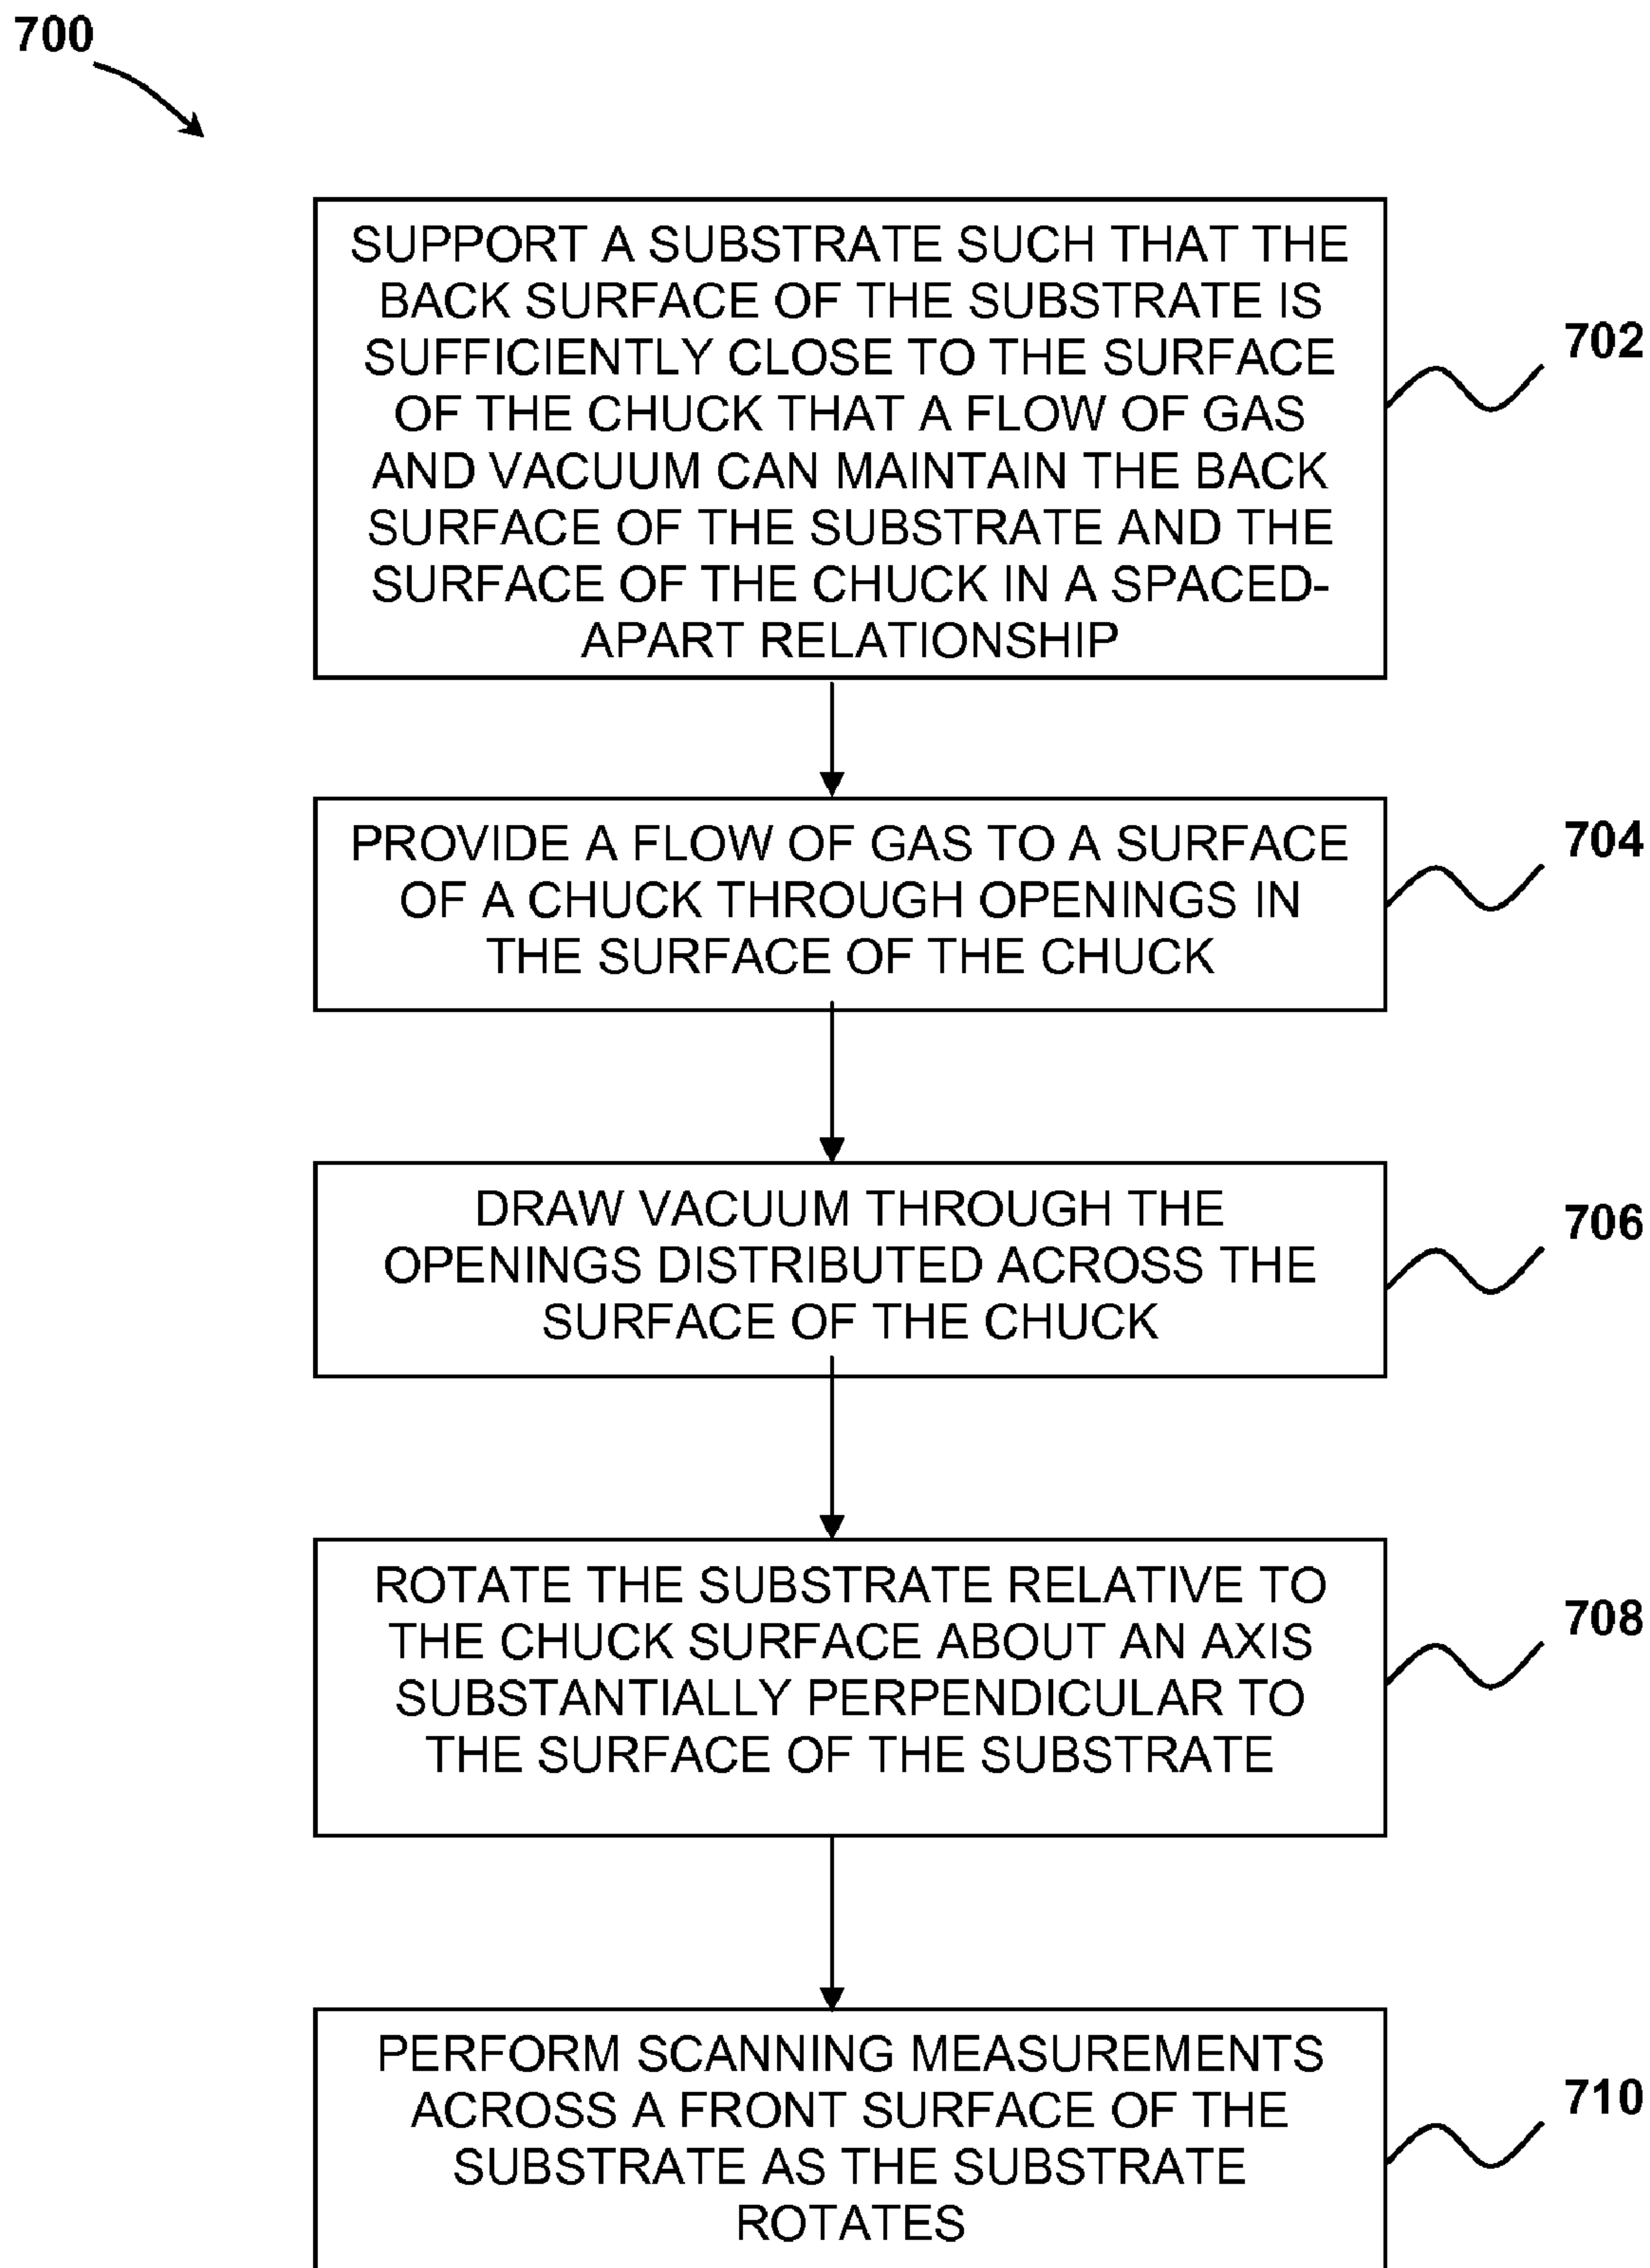 700
SUPPORT A SUBSTRATE SUCH THAT THE
BACK SURFACE OF THE SUBSTRATE IS
SUFFICIENTLY CLOSE TO THE SURFACE
OF THE CHUCK THAT A FLOW OF GAS
AND VACUUM CAN MAINTAIN THE BACK
SURFACE OF THE SUBSTRATE AND THE
SURFACE OF THE CHUCK IN A SPACED-
APART RELATIONSHIP
702
PROVIDE A FLOW OF GAS TO A SURFACE
OF A CHUCK THROUGH OPENINGS IN
THE SURFACE OF THE CHUCK
704
DRAW VACUUM THROUGH THE
OPENINGS DISTRIBUTED ACROSS THE
SURFACE OF THE CHUCK
706
ROTATE THE SUBSTRATE RELATIVE TO
THE CHUCK SURFACE ABOUT AN AXIS
SUBSTANTIALLY PERPENDICULAR TO
THE SURFACE OF THE SUBSTRATE
708
PERFORM SCANNING MEASUREMENTS
ACROSS A FRONT SURFACE OF THE
SUBSTRATE AS THE SUBSTRATE
ROTATES
710